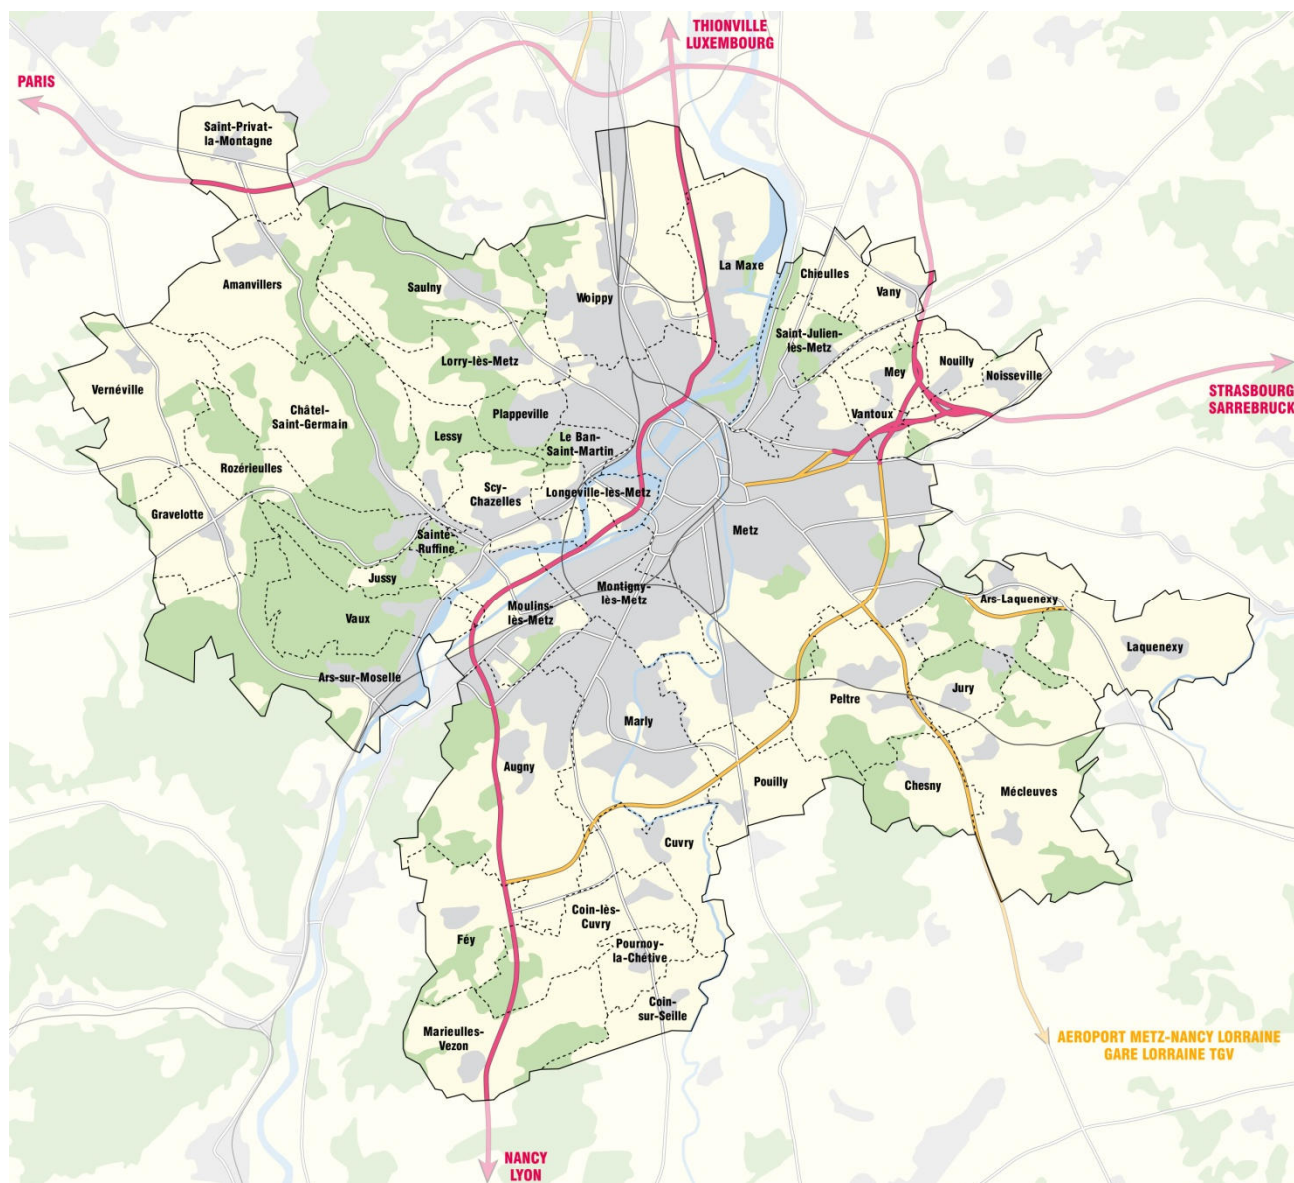 THIONVILLE
LUXEMBOURG
PARIS
Saint-Privat-
la-Montagne
La Maxe
Chieulles
Amanvillers
Saulny
Woippy
Vany
Saint-Julien-
lès-Metz
Lorry-lès-Metz
Nouilly
Mey
Noisseville
Vernéville
STRASBOURG
SARREBRUCK
Châtel-
Saint-Germain
Plappeville
Vantoux
Lessy
Le Ban-
Saint-Martin
Rozérieulles
Scy-
Chazelles
Longeville-lès-Metz
Gravelotte
Metz
Sainte-
Ruffine
Jussy
Montigny-
lès-Metz
Ars-Laquenexy
Moulins-
lès-Metz
Vaux
Laquenexy
Ars-sur-Moselle
Jury
Peltre
Marly
Augny
Pouilly
Chesny
Mécleuves
Cuvry
Coin-lès-
Cuvry
Féy
Pournoy-
la-Chétive
Coin-
sur-Seille
Marieulles-
Vezon
AEROPORT METZ-NANCY LORRAINE
GARE LORRAINE TGV
NANCY
LYON